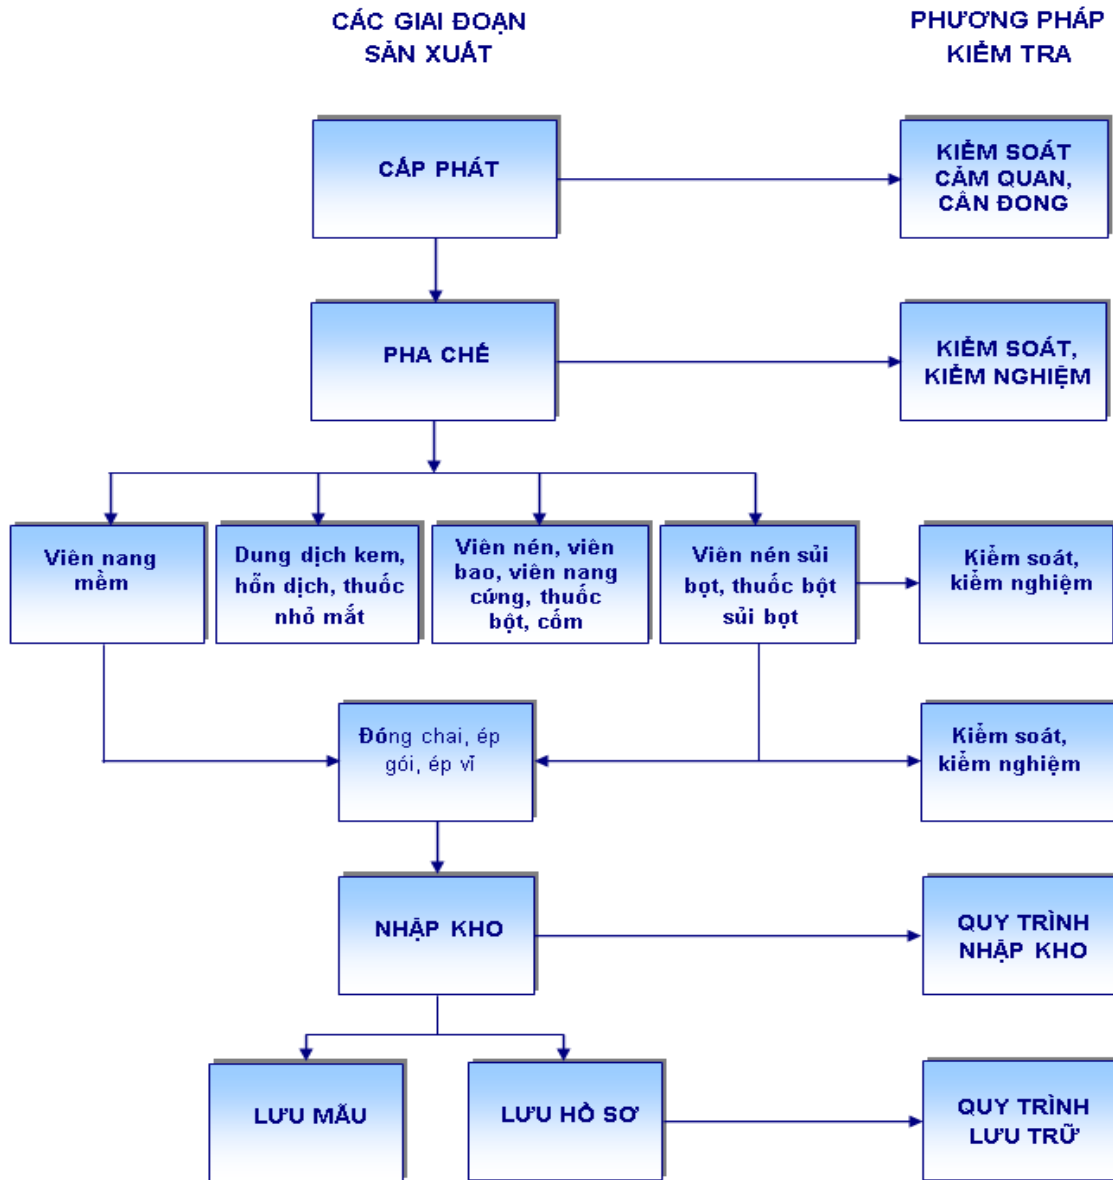 CÁC GIAI ĐOẠN
SẢN XUẤT
PHƯƠNG PHÁP
KIỂM TRA
CẤP PHÁT
KIỂM SOÁT
CẢM QUAN,
CÂN ĐONG
PHA CHẾ
KIỂM SOÁT,
KIỂM NGHIỆM
Viên nang
mềm
Dung dịch kem,
hỗn dịch, thuốc
nhỏ mắt
Viên nén, viên
bao, viên nang
cứng, thuốc
bột, cốm
Viên nén sủi
bọt, thuốc bột
sủi bọt
Kiểm soát,
kiểm nghiệm
Đóng chai, ép
gói, ép vỉ
Kiểm soát,
kiểm nghiệm
NHẬP KHO
QUY TRÌNH
NHẬP KHO
LƯU MẪU
LƯU HỒ SƠ
QUY TRÌNH
LƯU TRỮ